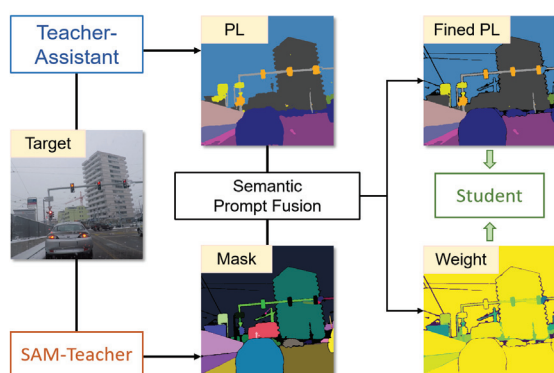 Teacher-
Assistant
PL
Fined PL
Target
Semantic
Prompt Fusion
Student
Mask
Weight
SAM-Teacher